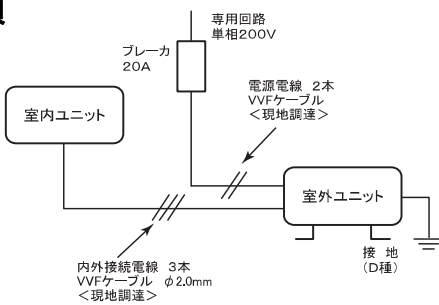 専用回路
単相200V
ブレーカ
20A
電源電線 2本
VVFケーブル
＜現地調達＞
室内ユニット
室外ユニット
接 地
（D種）
内外接続電線 3本
VVFケーブル φ2.0mm
＜現地調達＞